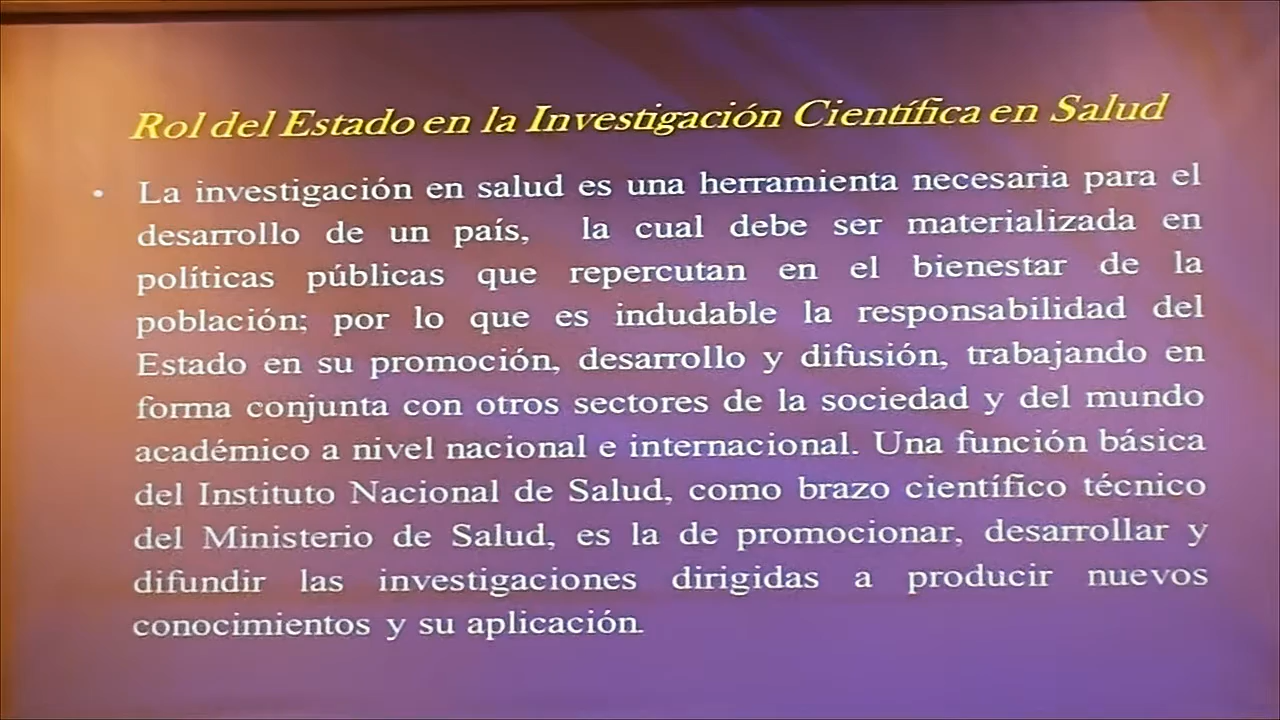 Rol del Estado en la Investigación Científica en Salud
• La investigación en salud es una herramienta necesaria para el
desarrollo de un país, la cual debe ser materializada en
políticas públicas que repercutan en el bienestar de la
población; por lo que es indudable la responsabilidad del
Estado en su promoción, desarrollo y difusión, trabajando en
forma conjunta con otros sectores de la sociedad y del mundo
académico a nivel nacional e internacional. Una función básica
del Instituto Nacional de Salud, como brazo científico técnico
del Ministerio de Salud, es la de promocionar, desarrollar y
difundir las investigaciones dirigidas a producir nuevos
conocimientos y su aplicación.